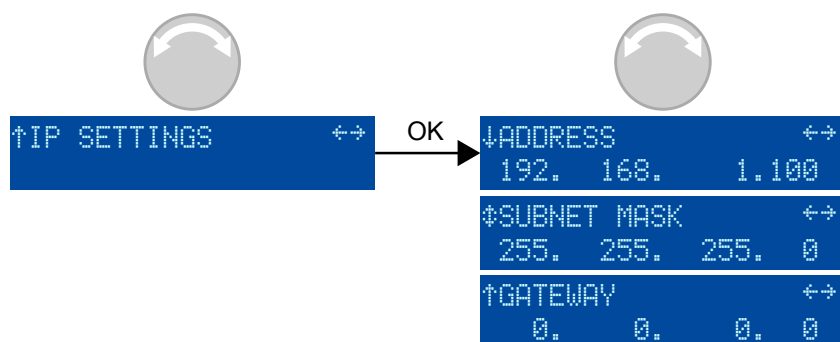 ↑IP SETTINGS ←→
OK
↓ADDRESS ←→
192. 168. 1.100
↕SUBNET MASK ←→
255. 255. 255. 0
↑GATEWAY ←→
0. 0. 0. 0